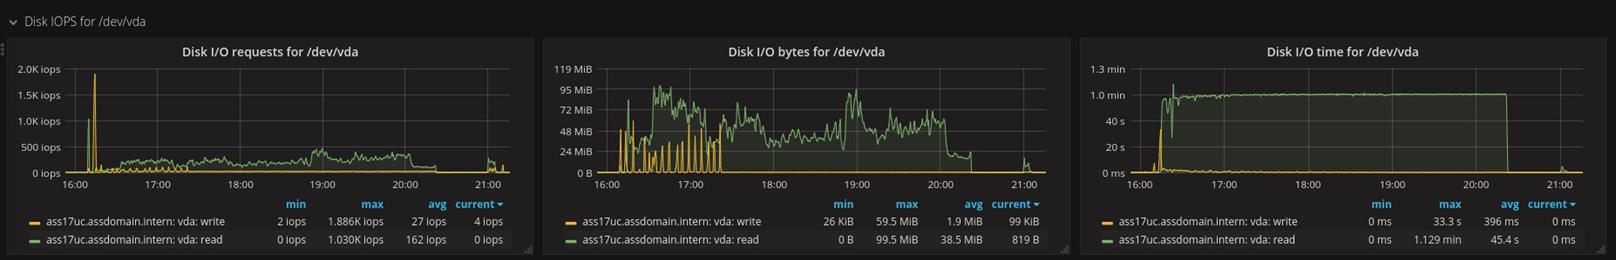 Disk IOPS for /dev/vda
Disk I/O requests for /dev/vda
2.0K iops
1.5K iops
1.0K iops
500 iops
0 iops
16:00 17:00 18:00 19:00 20:00 21:00
min max avg current
ass17uc.assdomain.intern: vda: write 2 iops 1.886K iops 27 iops 4 iops
ass17uc.assdomain.intern: vda: read 0 iops 1.030K iops 162 iops 0 iops
Disk I/O bytes for /dev/vda
119 MiB
95 MiB
72 MiB
48 MiB
24 MiB
0 B
16:00 17:00 18:00 19:00 20:00 21:00
min max avg current
ass17uc.assdomain.intern: vda: write 26 KiB 59.5 MiB 1.9 MiB 99 KiB
ass17uc.assdomain.intern: vda: read 0 B 99.5 MiB 38.5 MiB 819 B
Disk I/O time for /dev/vda
1.3 min
1.0 min
40 s
20 s
0 ms
16:00 17:00 18:00 19:00 20:00 21:00
min max avg current
ass17uc.assdomain.intern: vda: write 0 ms 33.3 s 396 ms 0 ms
ass17uc.assdomain.intern: vda: read 0 ms 1.129 min 45.4 s 0 ms